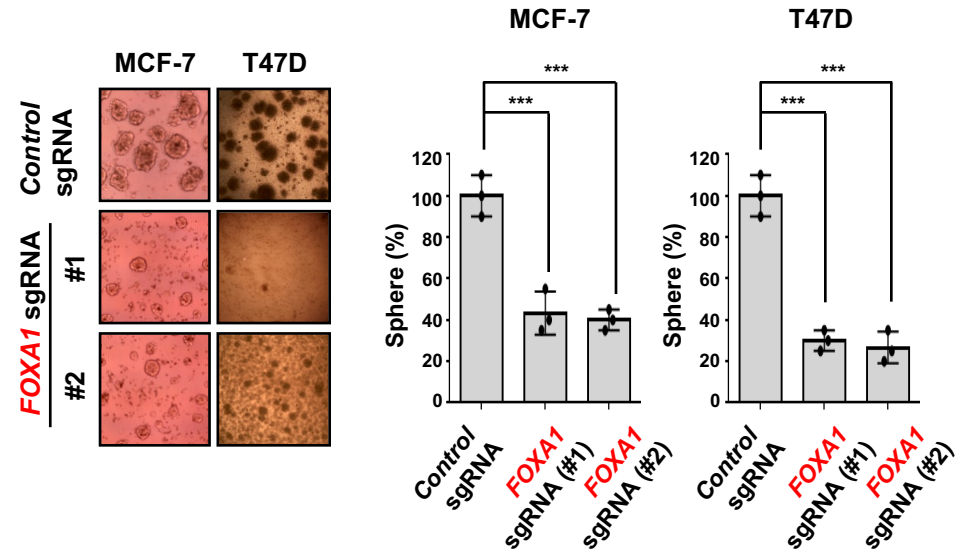 MCF-7 T47D
Control
sgRNA
FOXA1 sgRNA
#1
#2
MCF-7
***
***
Sphere (%)
120
100
80
60
40
20
0
Control
sgRNA
FOXA1
sgRNA (#1)
FOXA1
sgRNA (#2)
T47D
***
***
Sphere (%)
120
100
80
60
40
20
0
Control
sgRNA
FOXA1
sgRNA (#1)
FOXA1
sgRNA (#2)